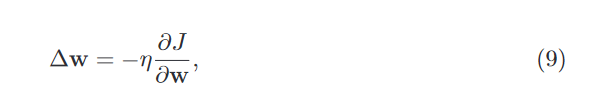 Δw = −η ∂J/∂w, (9)